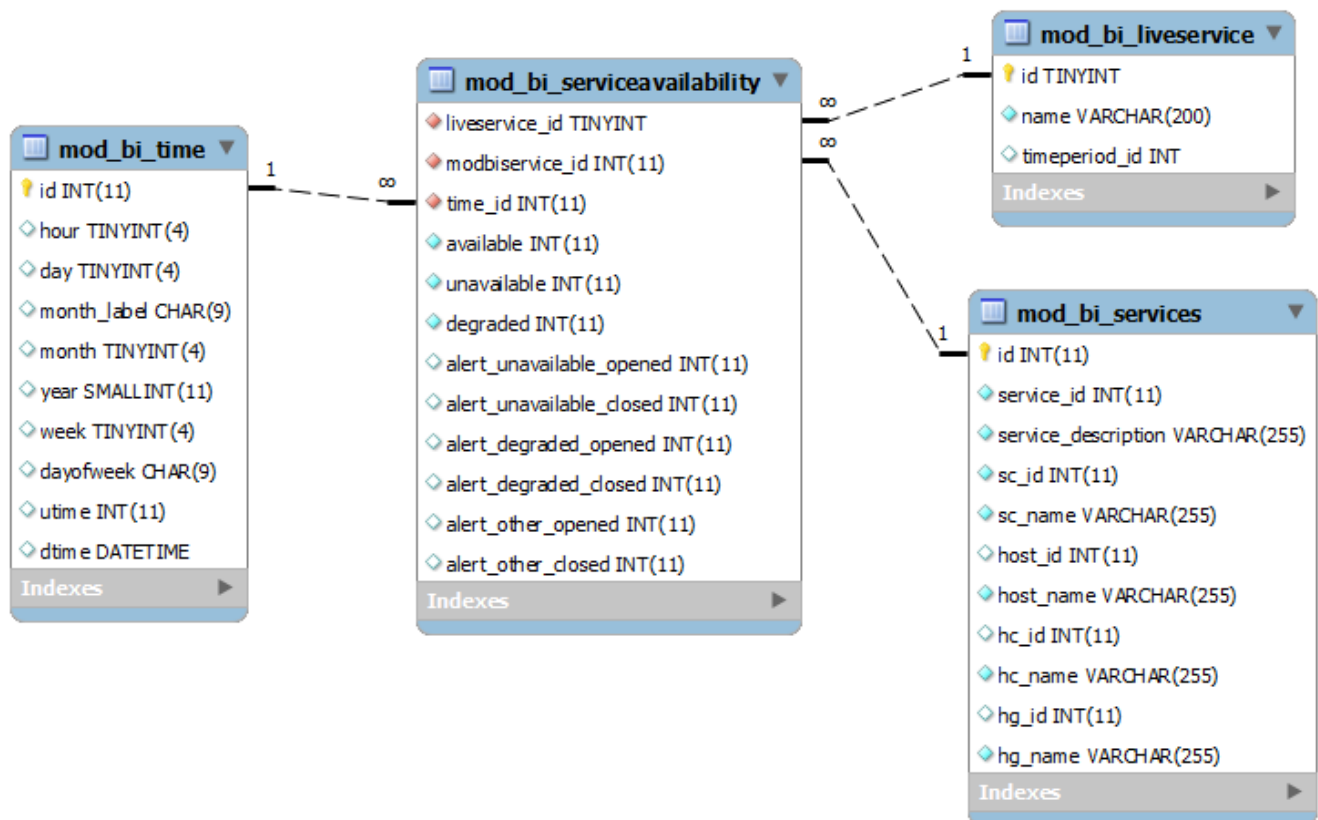 mod_bi_time
id INT(11)
hour TINYINT(4)
day TINYINT(4)
month_label CHAR(9)
month TINYINT(4)
year SMALLINT(11)
week TINYINT(4)
dayofweek CHAR(9)
utime INT(11)
dtime DATETIME
Indexes
1
∞
mod_bi_serviceavailability
liveservice_id TINYINT
modbiservice_id INT(11)
time_id INT(11)
available INT(11)
unavailable INT(11)
degraded INT(11)
alert_unavailable_opened INT(11)
alert_unavailable_closed INT(11)
alert_degraded_opened INT(11)
alert_degraded_closed INT(11)
alert_other_opened INT(11)
alert_other_closed INT(11)
Indexes
∞
1
∞
1
mod_bi_liveservice
id TINYINT
name VARCHAR(200)
timeperiod_id INT
Indexes
mod_bi_services
id INT(11)
service_id INT(11)
service_description VARCHAR(255)
sc_id INT(11)
sc_name VARCHAR(255)
host_id INT(11)
host_name VARCHAR(255)
hc_id INT(11)
hc_name VARCHAR(255)
hg_id INT(11)
hg_name VARCHAR(255)
Indexes